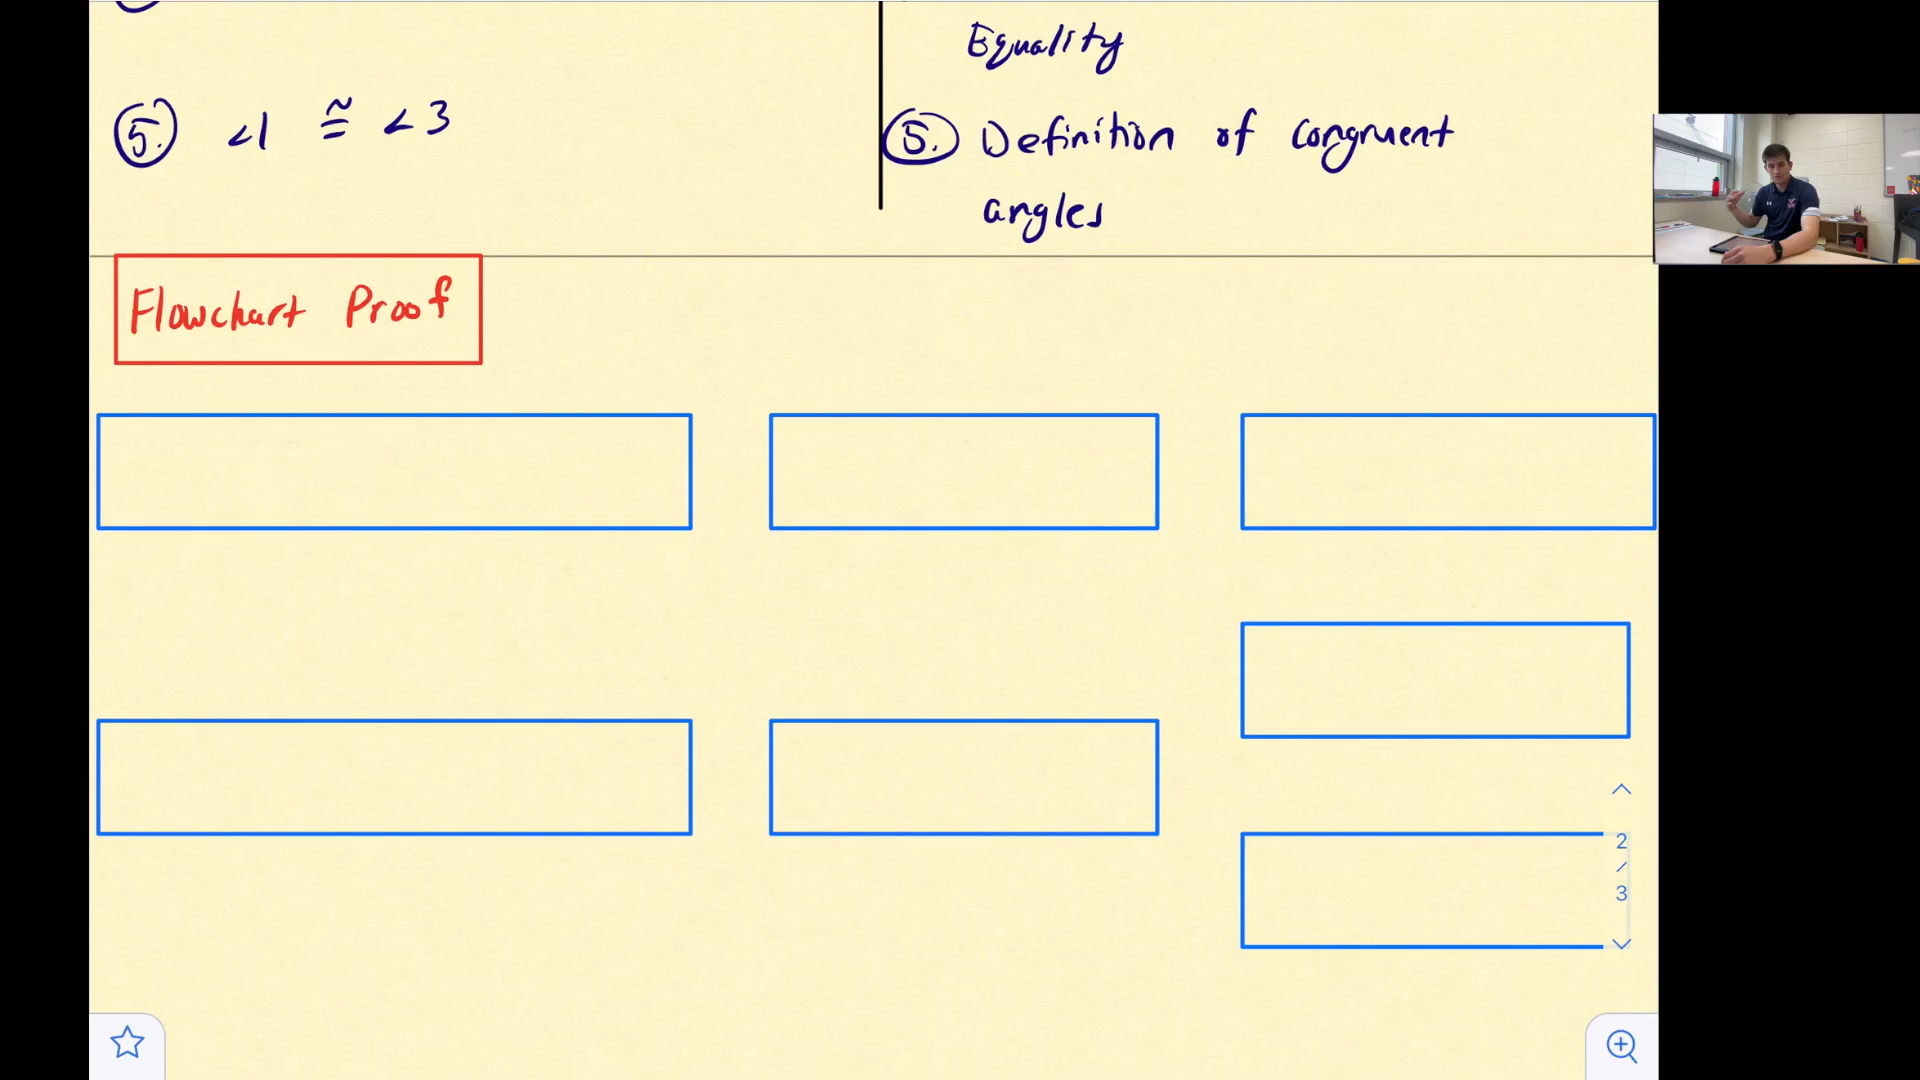 Equality
5. <1 ≅ <3
5. Definition of congruent
angles
Flowchart Proof
2
/
3